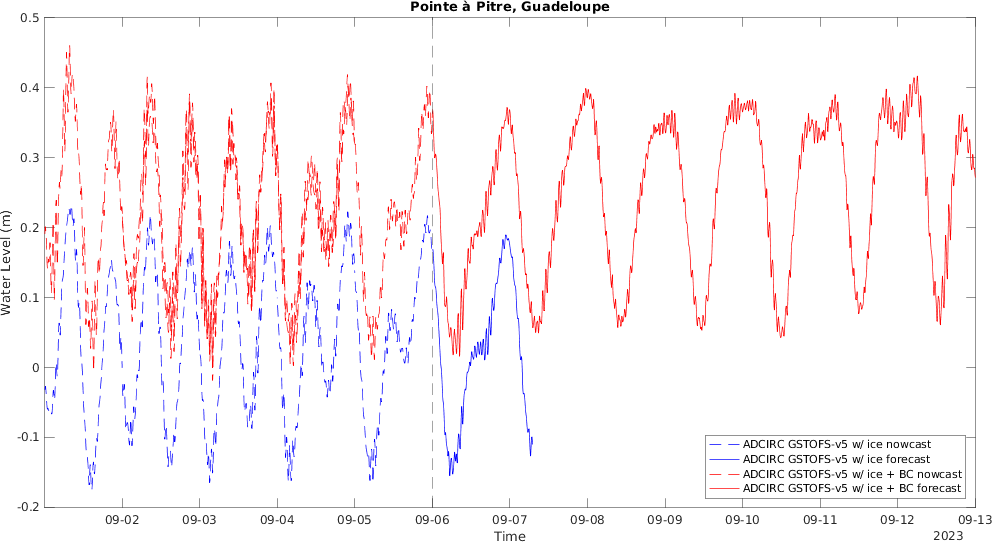 Pointe à Pitre, Guadeloupe
0.5
0.4
0.3
0.2
0.1
0
-0.1
-0.2
Water Level (m)
ADCIRC GSTOFS-v5 w/ ice nowcast
ADCIRC GSTOFS-v5 w/ ice forecast
ADCIRC GSTOFS-v5 w/ ice + BC nowcast
ADCIRC GSTOFS-v5 w/ ice + BC forecast
09-02 09-03 09-04 09-05 09-06 09-07 09-08 09-09 09-10 09-11 09-12 09-13
Time
2023